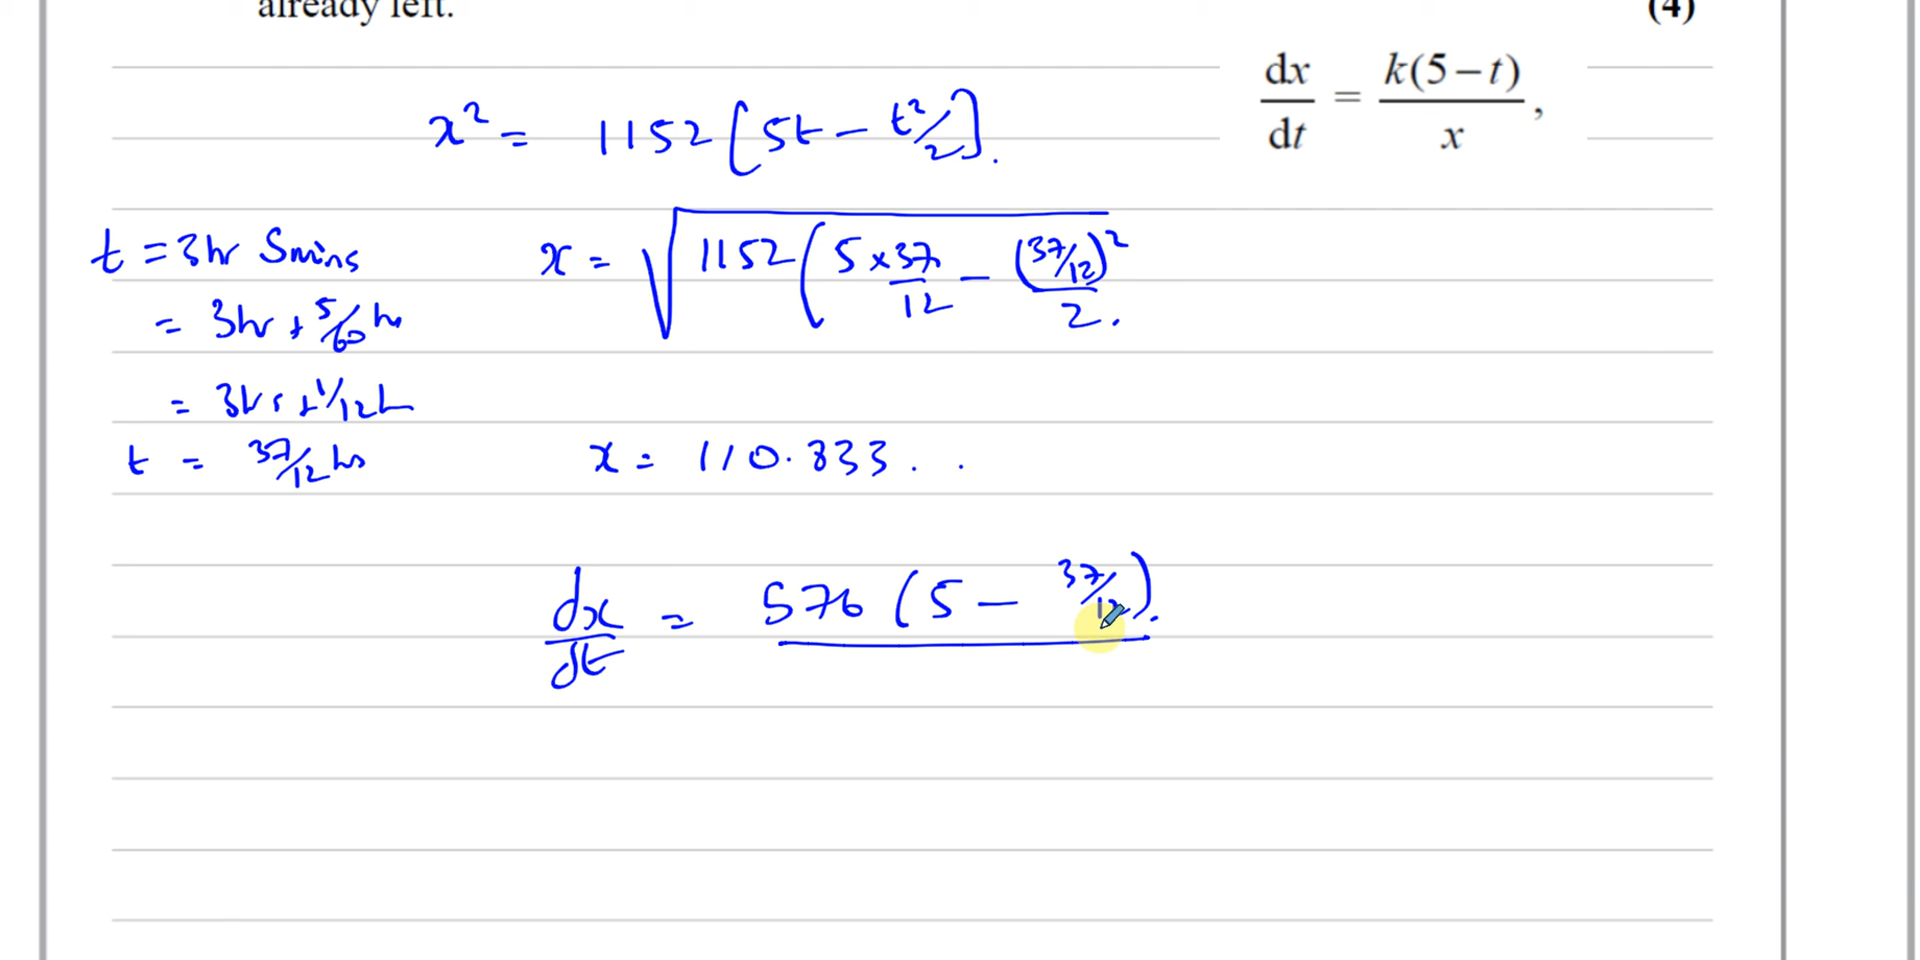 already left.
(4)
dx/dt = k(5 − t)/x,
x² = 1152[5t − t²/2].
t = 3hr 5mins
x = √1152(5 × 37/12 − (37/12)²/2.
= 3hr + 5/60 hr
= 3hrs + 1/12 h
t = 37/12 hrs
x = 110.833. .
dx/dt = 576(5 − 37/12).